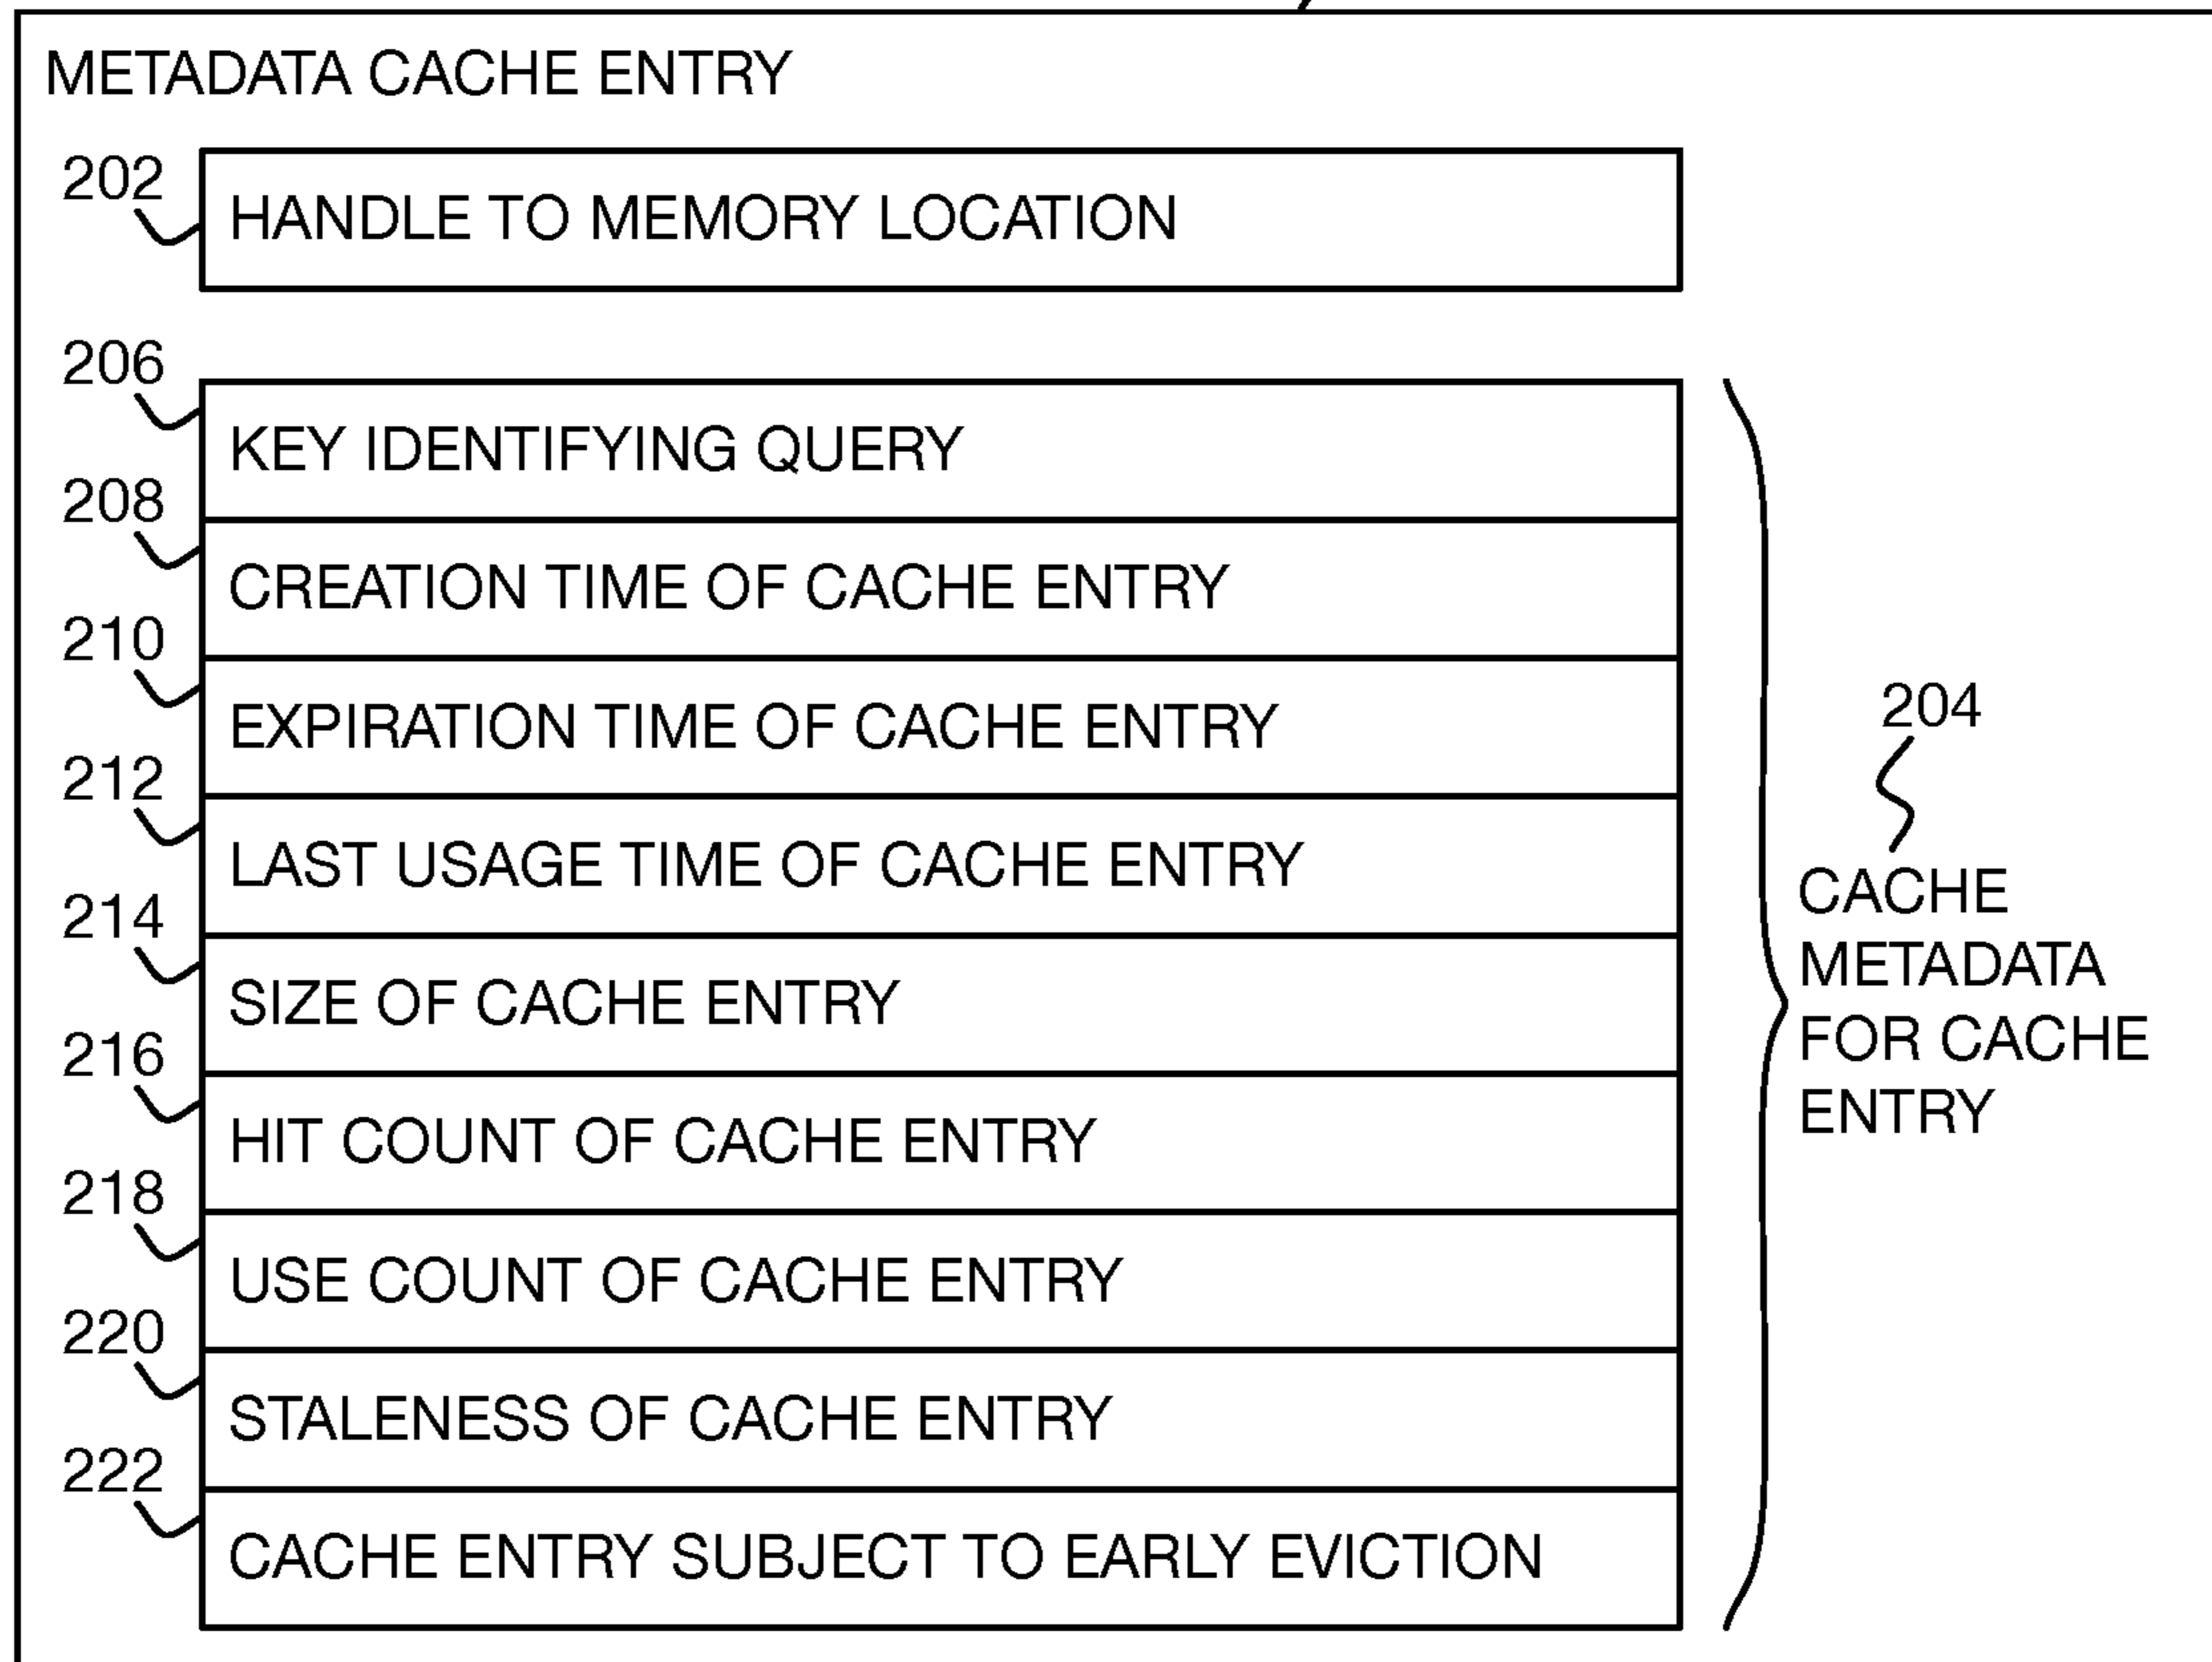 METADATA CACHE ENTRY
202
HANDLE TO MEMORY LOCATION
206
KEY IDENTIFYING QUERY
208
CREATION TIME OF CACHE ENTRY
210
EXPIRATION TIME OF CACHE ENTRY
212
LAST USAGE TIME OF CACHE ENTRY
214
SIZE OF CACHE ENTRY
216
HIT COUNT OF CACHE ENTRY
218
USE COUNT OF CACHE ENTRY
220
STALENESS OF CACHE ENTRY
222
CACHE ENTRY SUBJECT TO EARLY EVICTION
204
CACHE
METADATA
FOR CACHE
ENTRY